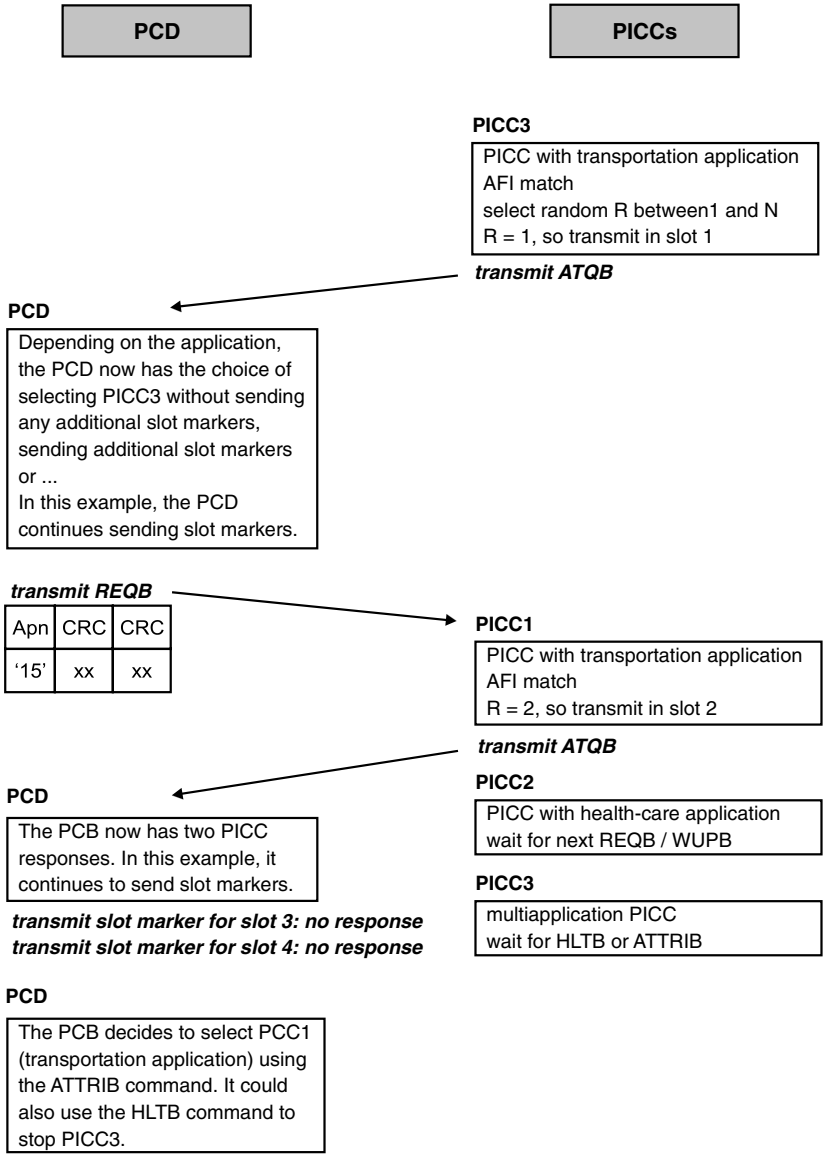 PCD
PICCs
PICC3
PICC with transportation application
AFI match
select random R between1 and N
R = 1, so transmit in slot 1
transmit ATQB
PCD
Depending on the application,
the PCD now has the choice of
selecting PICC3 without sending
any additional slot markers,
sending additional slot markers
or ...
In this example, the PCD
continues sending slot markers.
transmit REQB
Apn CRC CRC
‘15’ xx xx
PICC1
PICC with transportation application
AFI match
R = 2, so transmit in slot 2
transmit ATQB
PCD
The PCB now has two PICC
responses. In this example, it
continues to send slot markers.
transmit slot marker for slot 3: no response
transmit slot marker for slot 4: no response
PICC2
PICC with health-care application
wait for next REQB / WUPB
PICC3
multiapplication PICC
wait for HLTB or ATTRIB
PCD
The PCB decides to select PCC1
(transportation application) using
the ATTRIB command. It could
also use the HLTB command to
stop PICC3.